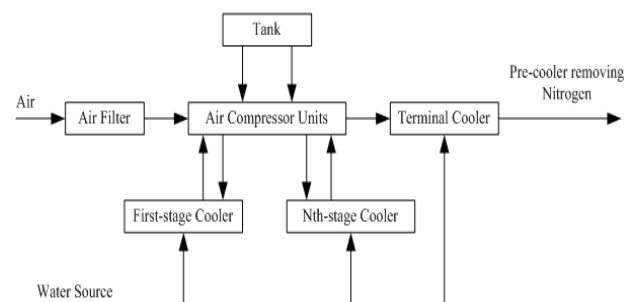 Tank
Pre-cooler removing
Nitrogen
Air
Air Filter
Air Compressor Units
Terminal Cooler
First-stage Cooler
Nth-stage Cooler
Water Source